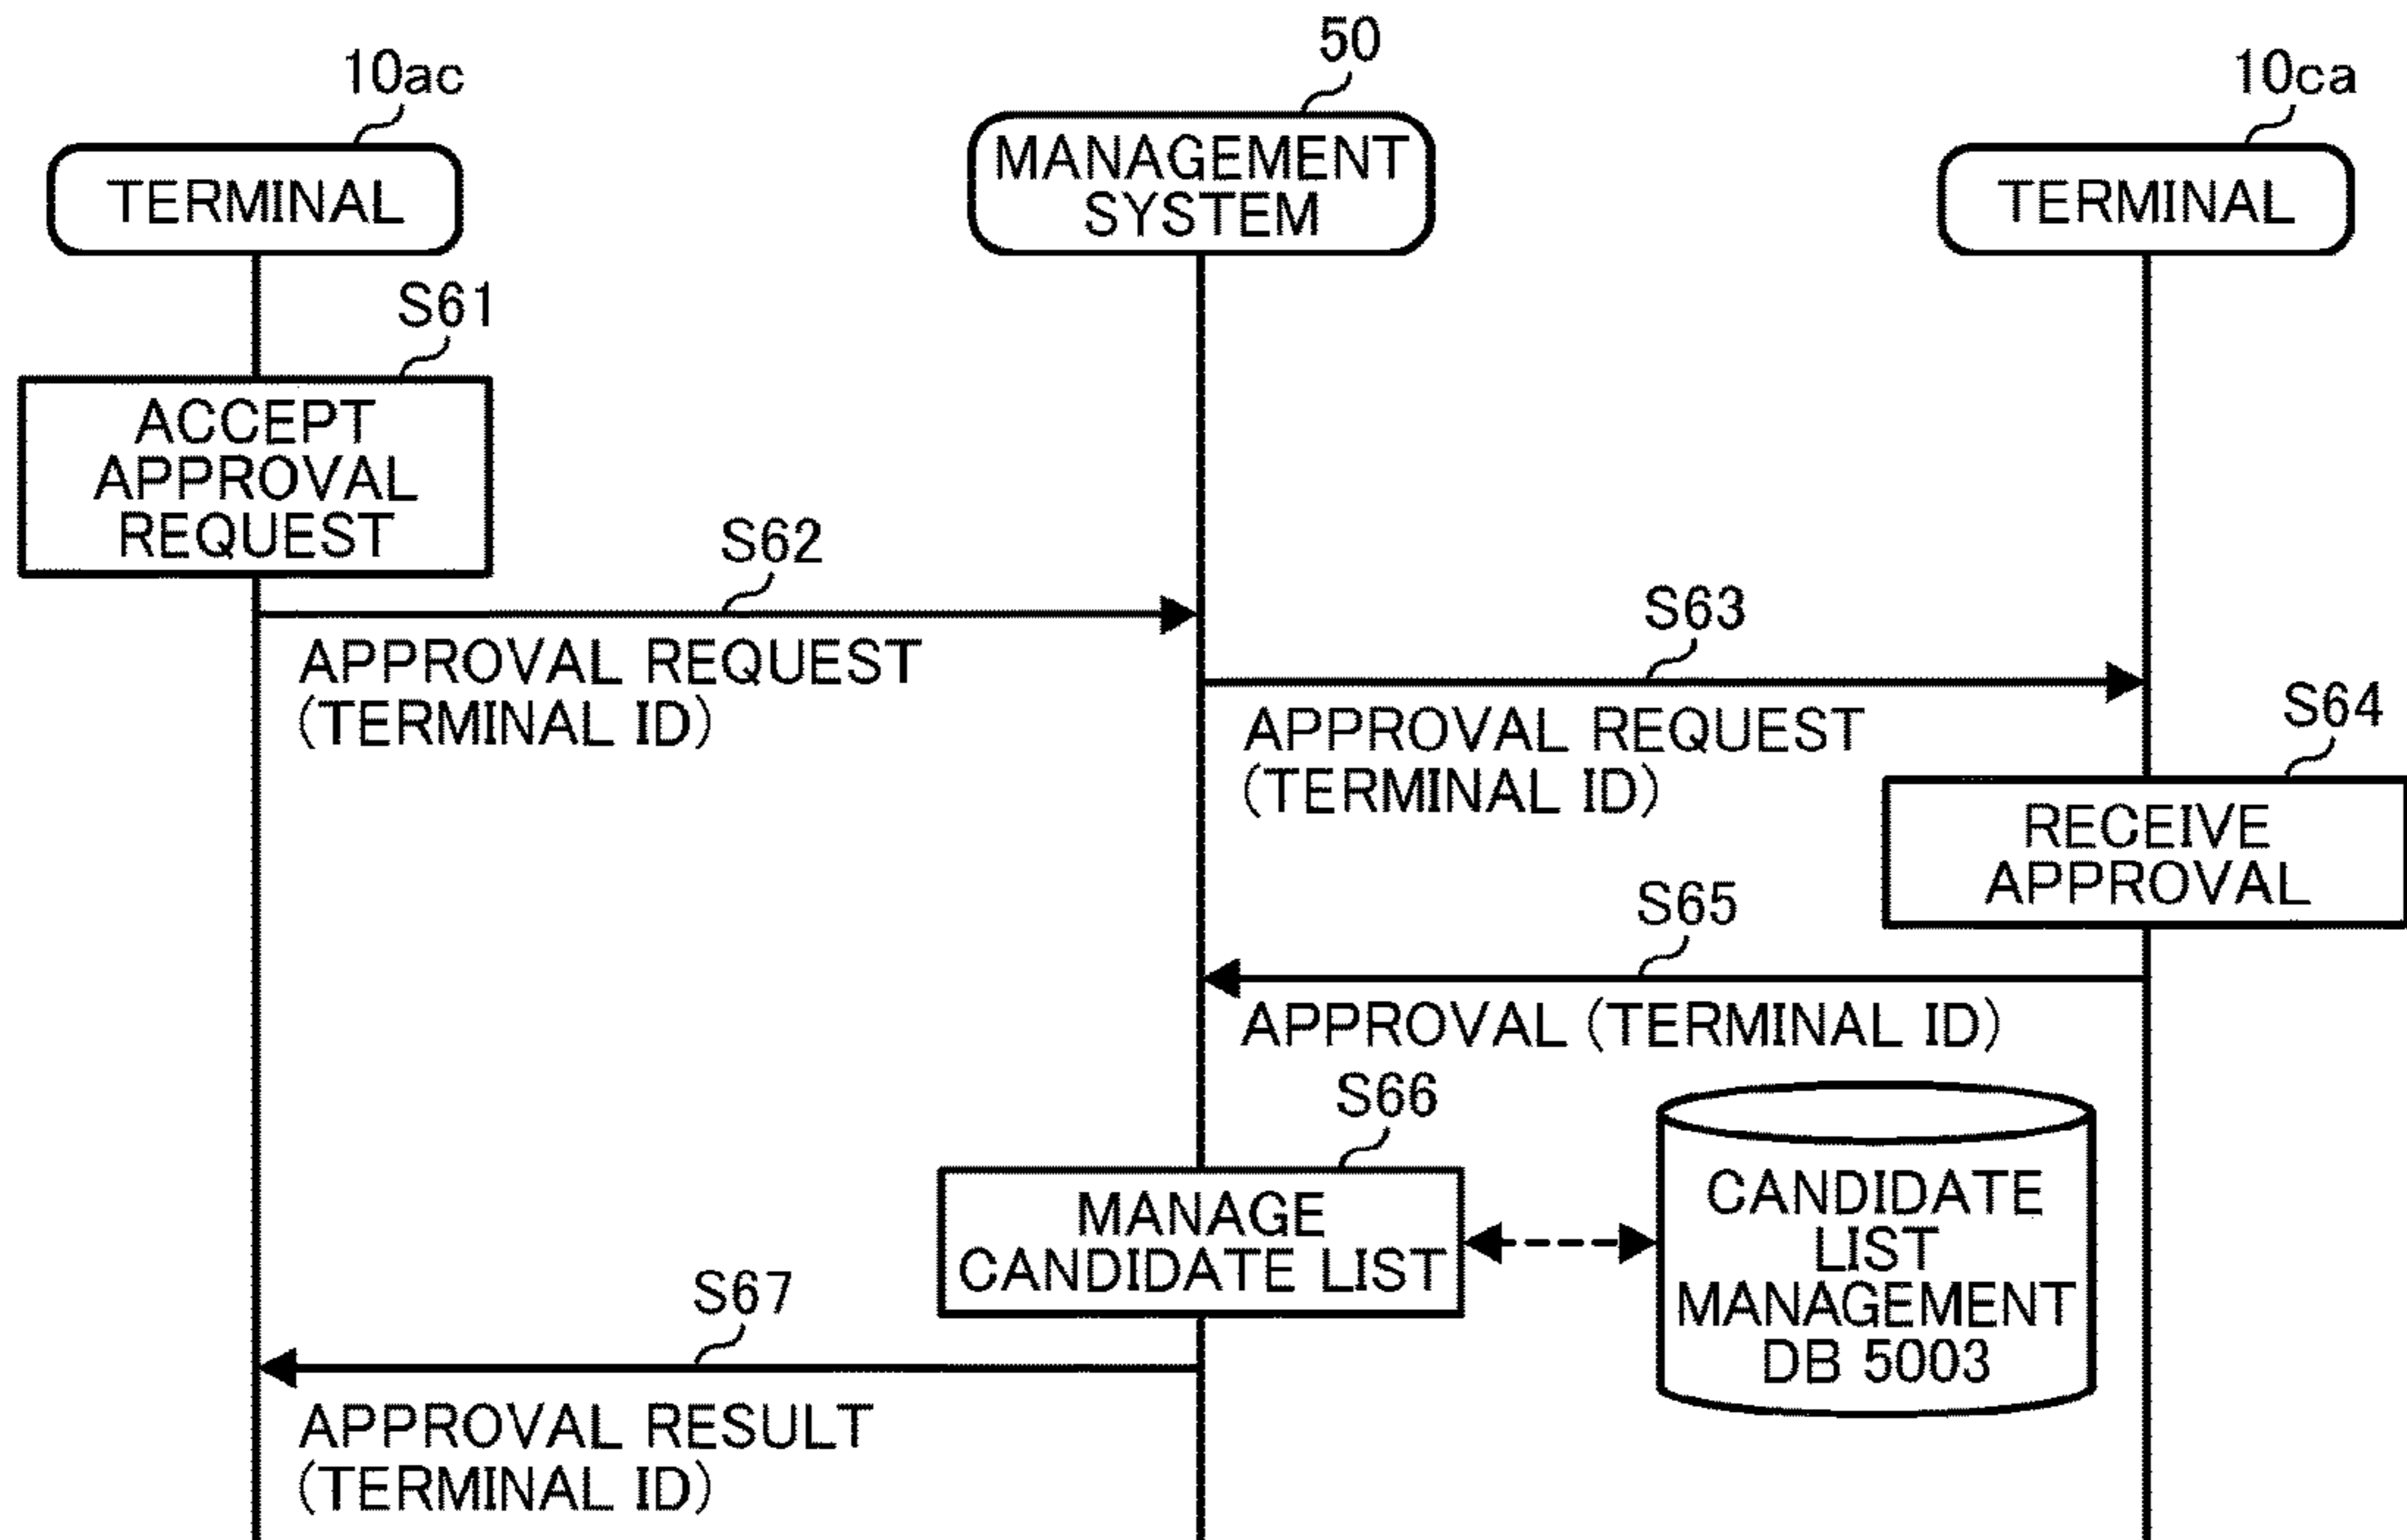 10ac
50
10ca
TERMINAL
MANAGEMENT
SYSTEM
TERMINAL
S61
ACCEPT
APPROVAL
REQUEST
S62
APPROVAL REQUEST
(TERMINAL ID)
S63
APPROVAL REQUEST
(TERMINAL ID)
S64
RECEIVE
APPROVAL
S65
APPROVAL (TERMINAL ID)
S66
MANAGE
CANDIDATE LIST
CANDIDATE
LIST
MANAGEMENT
DB 5003
S67
APPROVAL RESULT
(TERMINAL ID)